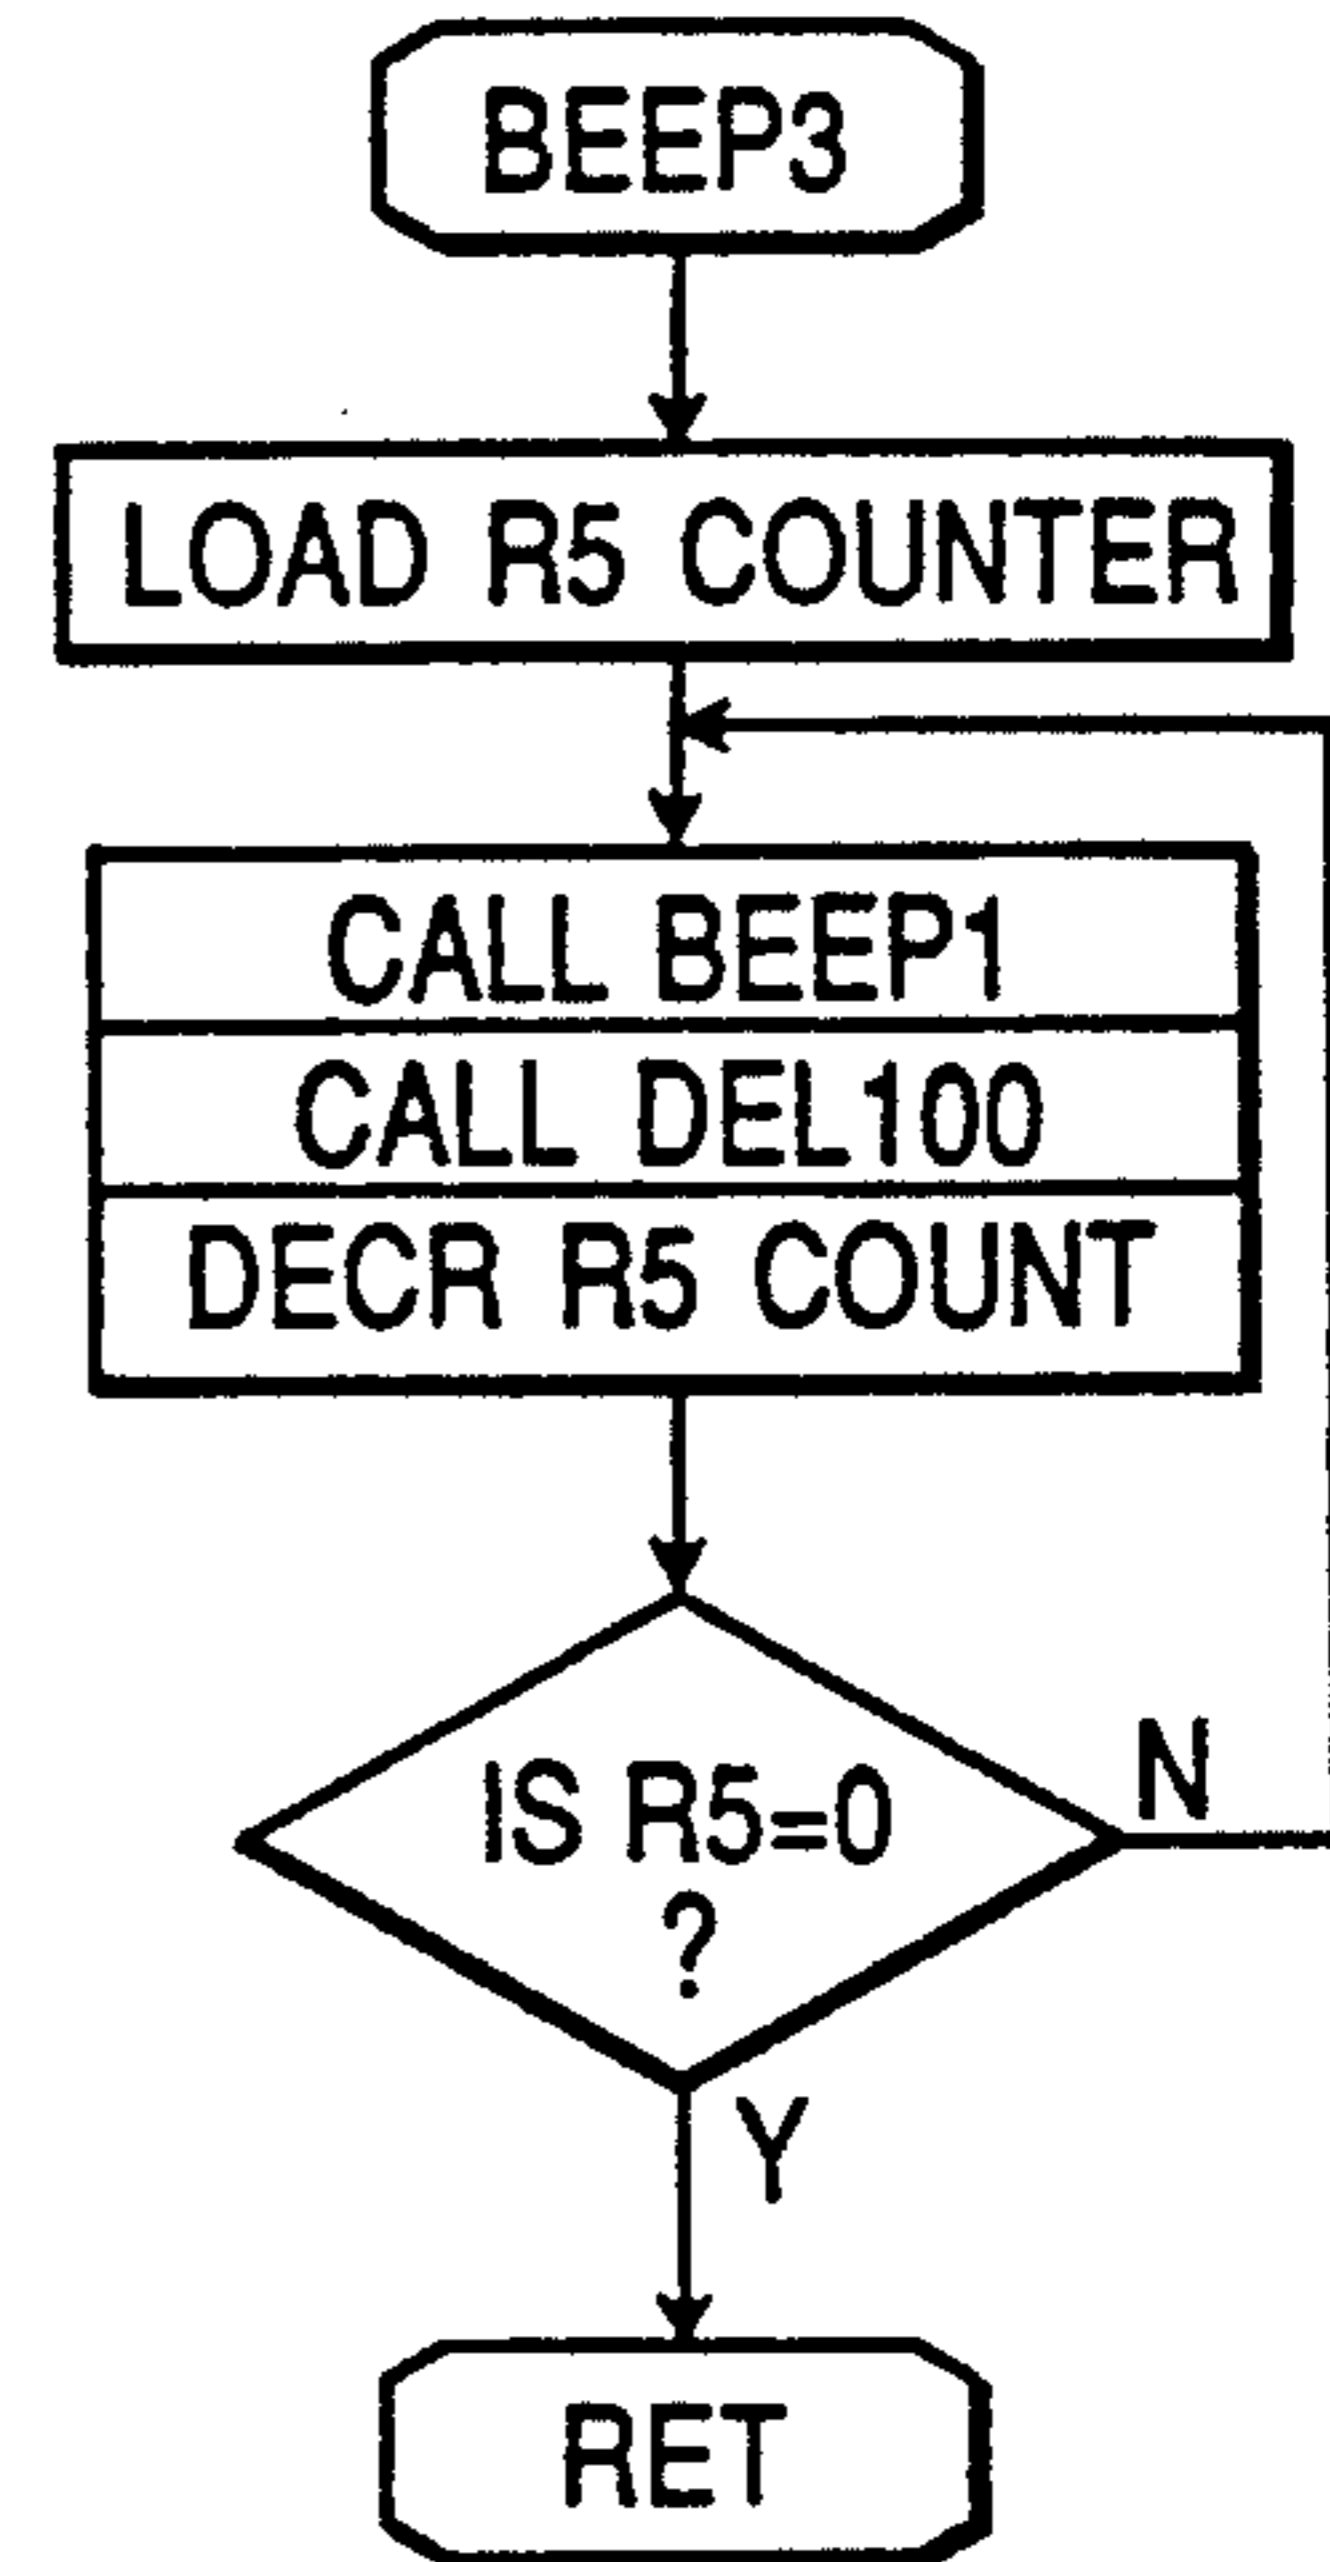 BEEP3
LOAD R5 COUNTER
CALL BEEP1
CALL DEL100
DECR R5 COUNT
IS R5=0
?
N
Y
RET